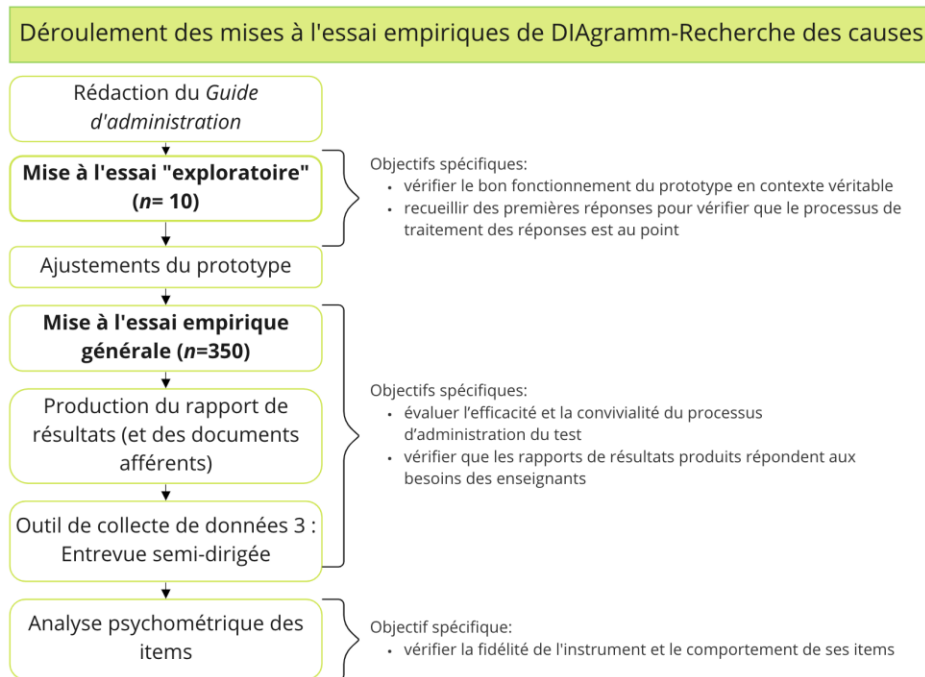 Déroulement des mises à l'essai empiriques de DIAgramm-Recherche des causes
Rédaction du Guide
d'administration
Mise à l'essai "exploratoire"
(n= 10)
Objectifs spécifiques:
• vérifier le bon fonctionnement du prototype en contexte véritable
• recueillir des premières réponses pour vérifier que le processus de
traitement des réponses est au point
Ajustements du prototype
Mise à l'essai empirique
générale (n=350)
Production du rapport de
résultats (et des documents
afférents)
Outil de collecte de données 3 :
Entrevue semi-dirigée
Objectifs spécifiques:
• évaluer l'efficacité et la convivialité du processus
d'administration du test
• vérifier que les rapports de résultats produits répondent aux
besoins des enseignants
Analyse psychométrique des
items
Objectif spécifique:
• vérifier la fidélité de l'instrument et le comportement de ses items